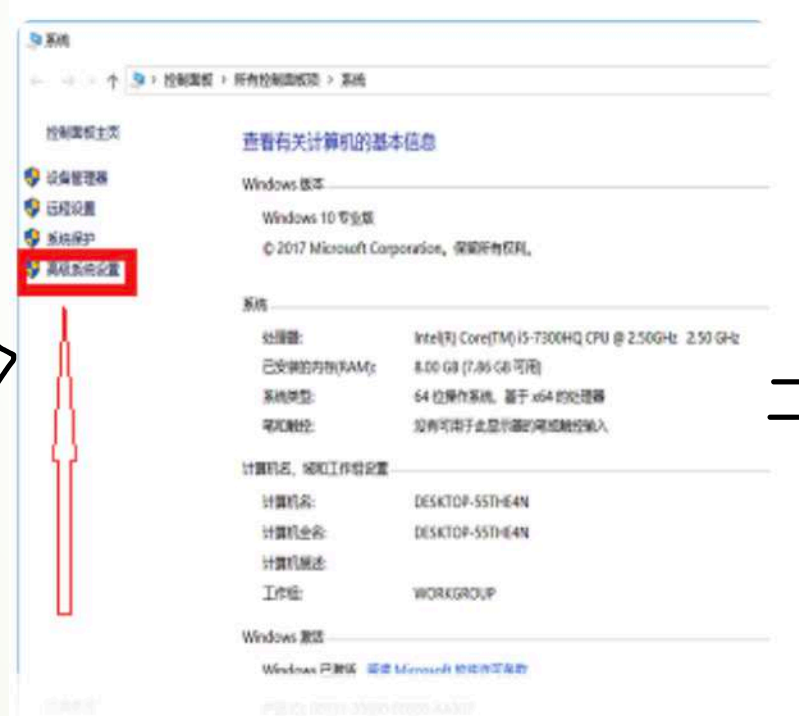 系统
控制面板 > 所有控制面板项 > 系统
控制面板主页
设备管理器
远程设置
系统保护
高级系统设置
查看有关计算机的基本信息
Windows 版本
Windows 10 专业版
© 2017 Microsoft Corporation。保留所有权利。
系统
处理器: Intel(R) Core(TM) i5-7300HQ CPU @ 2.50GHz 2.50 GHz
已安装的内存(RAM): 8.00 GB (7.86 GB 可用)
系统类型: 64 位操作系统, 基于 x64 的处理器
笔和触控: 没有可用于此显示器的笔或触控输入
计算机名、域和工作组设置
计算机名: DESKTOP-55THE4N
计算机全名: DESKTOP-55THE4N
计算机描述:
工作组: WORKGROUP
Windows 激活
Windows 已激活 阅读 Microsoft 软件许可条款